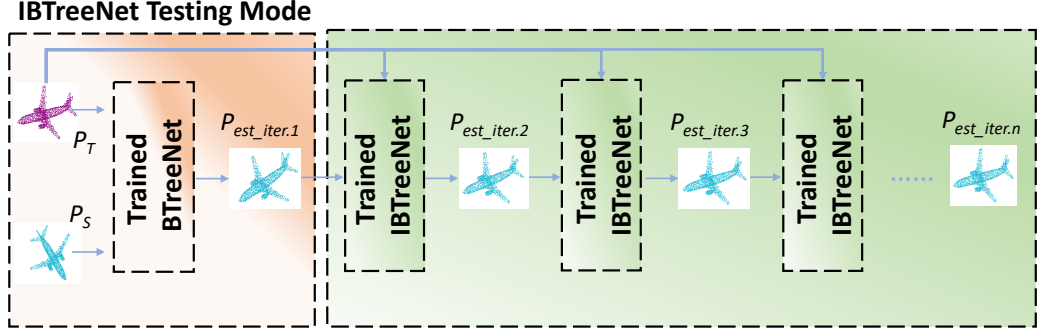 IBTreeNet Testing Mode
P_T
P_S
Trained
BTreeNet
P_est_iter.1
Trained
IBTreeNet
P_est_iter.2
Trained
IBTreeNet
P_est_iter.3
Trained
IBTreeNet
......
P_est_iter.n